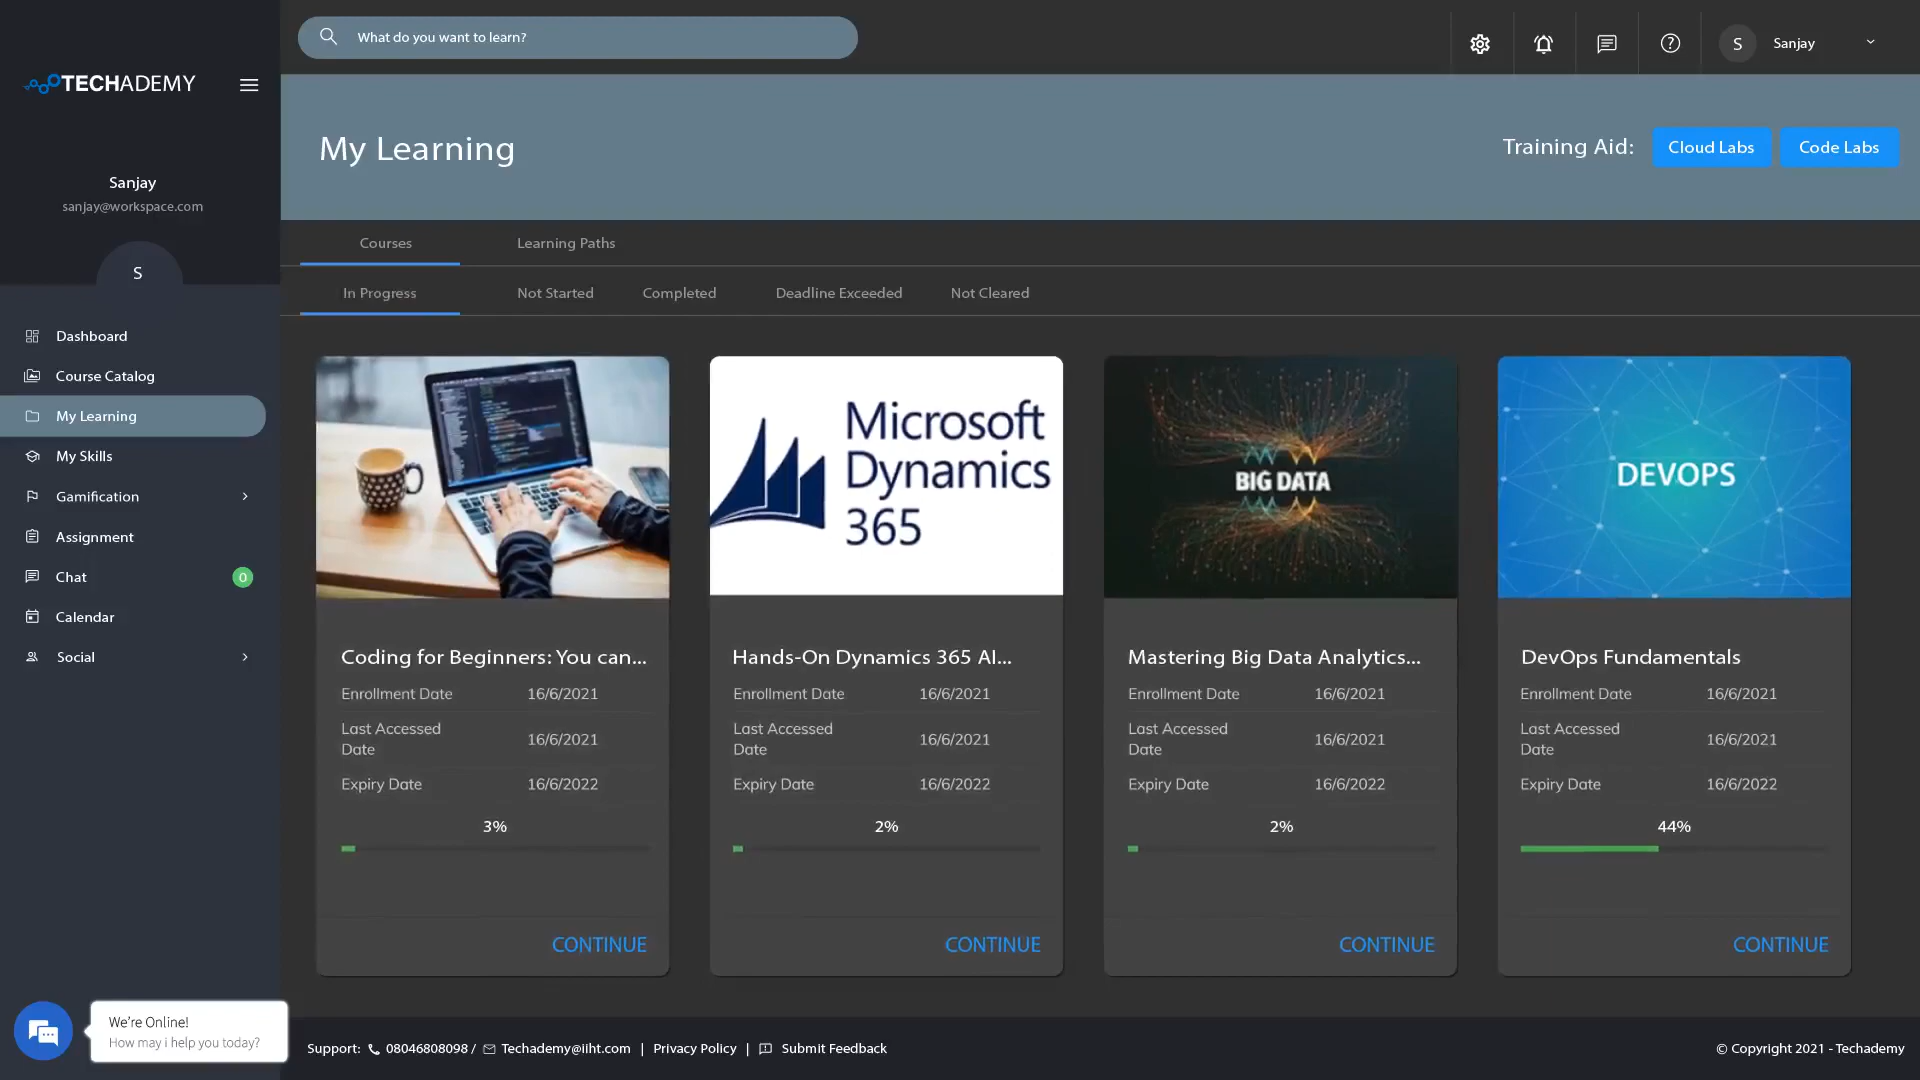 TECHADEMY
What do you want to learn?
S
Sanjay
Sanjay
sanjay@workspace.com
S
Dashboard
Course Catalog
My Learning
My Skills
Gamification
Assignment
Chat
0
Calendar
Social
We're Online!
How may i help you today?
My Learning
Training Aid:
Cloud Labs
Code Labs
Courses
Learning Paths
In Progress
Not Started
Completed
Deadline Exceeded
Not Cleared
Coding for Beginners: You can...
Enrollment Date 16/6/2021
Last Accessed
Date
16/6/2021
Expiry Date 16/6/2022
3%
CONTINUE
Microsoft
Dynamics
365
Hands-On Dynamics 365 AI...
Enrollment Date 16/6/2021
Last Accessed
Date
16/6/2021
Expiry Date 16/6/2022
2%
CONTINUE
BIG DATA
Mastering Big Data Analytics...
Enrollment Date 16/6/2021
Last Accessed
Date
16/6/2021
Expiry Date 16/6/2022
2%
CONTINUE
DEVOPS
DevOps Fundamentals
Enrollment Date 16/6/2021
Last Accessed
Date
16/6/2021
Expiry Date 16/6/2022
44%
CONTINUE
Support: 08046808098 / Techademy@iiht.com | Privacy Policy | Submit Feedback
© Copyright 2021 - Techademy